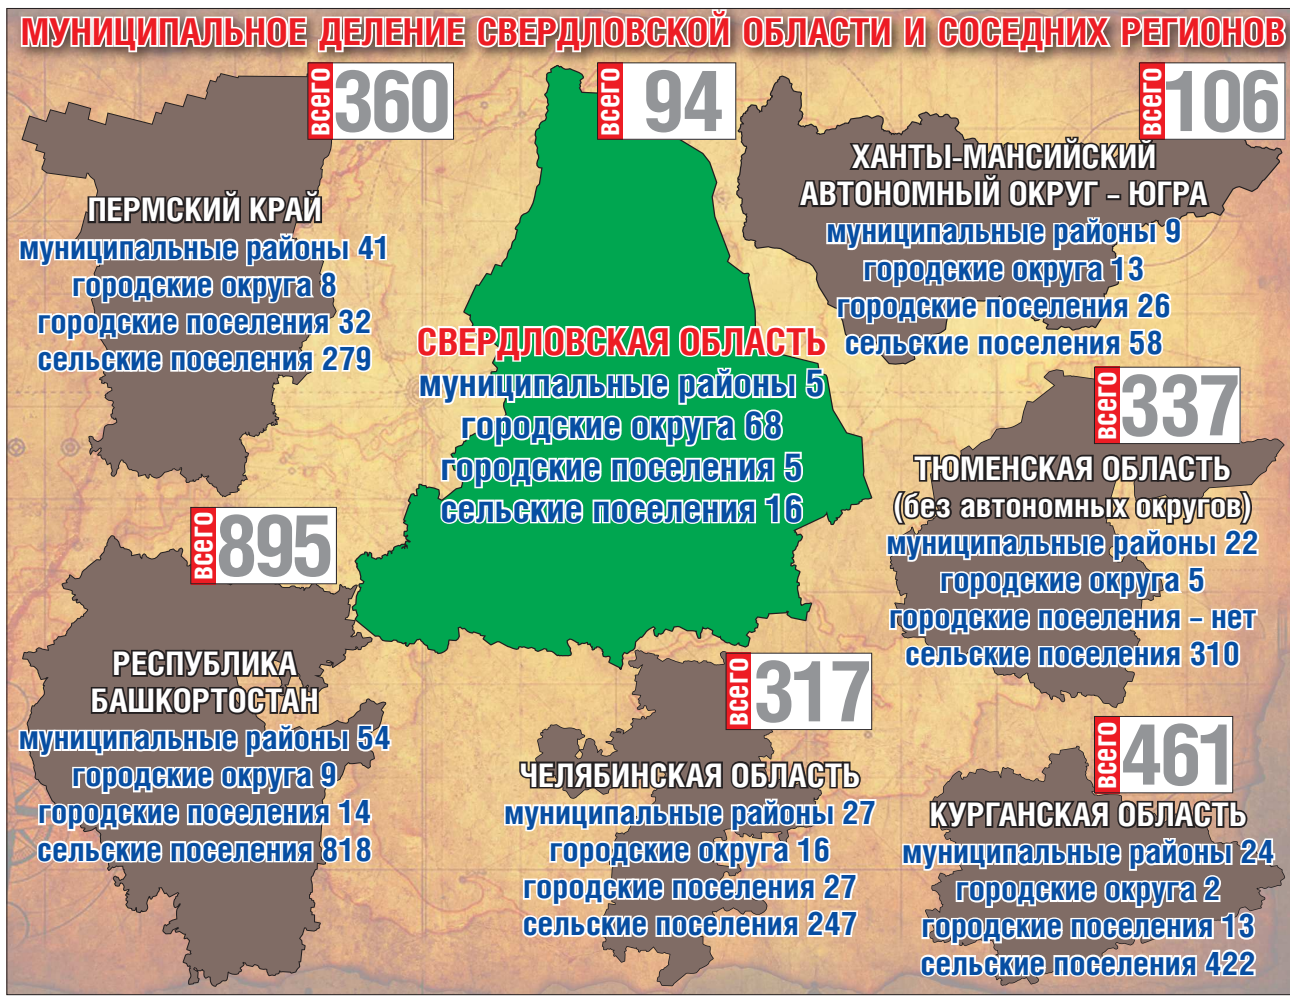 МУНИЦИПАЛЬНОЕ ДЕЛЕНИЕ СВЕРДЛОВСКОЙ ОБЛАСТИ И СОСЕДНИХ РЕГИОНОВ
всего 360
ПЕРМСКИЙ КРАЙ
муниципальные районы 41
городские округа 8
городские поселения 32
сельские поселения 279
всего 94
СВЕРДЛОВСКАЯ ОБЛАСТЬ
муниципальные районы 5
городские округа 68
городские поселения 5
сельские поселения 16
всего 106
ХАНТЫ-МАНСИЙСКИЙ
АВТОНОМНЫЙ ОКРУГ – ЮГРА
муниципальные районы 9
городские округа 13
городские поселения 26
сельские поселения 58
всего 337
ТЮМЕНСКАЯ ОБЛАСТЬ
(без автономных округов)
муниципальные районы 22
городские округа 5
городские поселения – нет
сельские поселения 310
всего 895
РЕСПУБЛИКА
БАШКОРТОСТАН
муниципальные районы 54
городские округа 9
городские поселения 14
сельские поселения 818
всего 317
ЧЕЛЯБИНСКАЯ ОБЛАСТЬ
муниципальные районы 27
городские округа 16
городские поселения 27
сельские поселения 247
всего 461
КУРГАНСКАЯ ОБЛАСТЬ
муниципальные районы 24
городские округа 2
городские поселения 13
сельские поселения 422